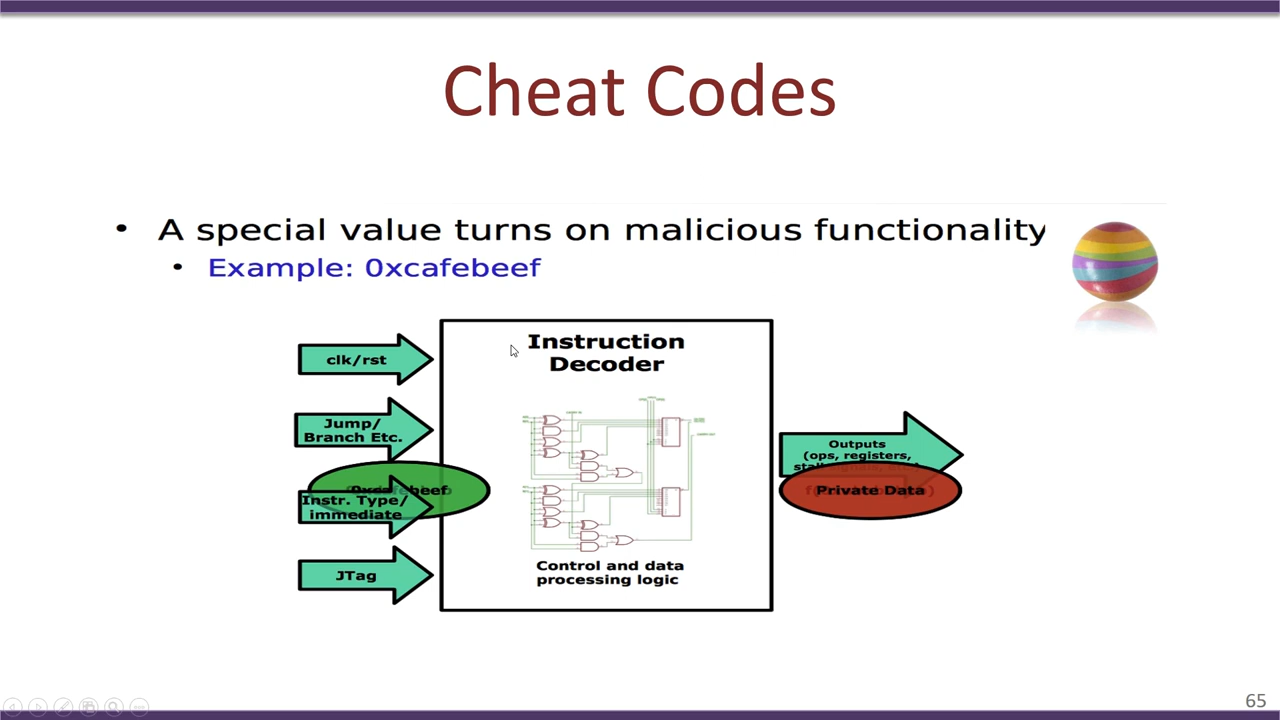 Cheat Codes
• A special value turns on malicious functionality
• Example: 0xcafebeef
clk/rst
Instruction
Decoder
Jump/
Branch Etc.
Instr. Type/
immediate
JTag
Control and data
processing logic
Outputs
(ops, registers,
Private Data
65